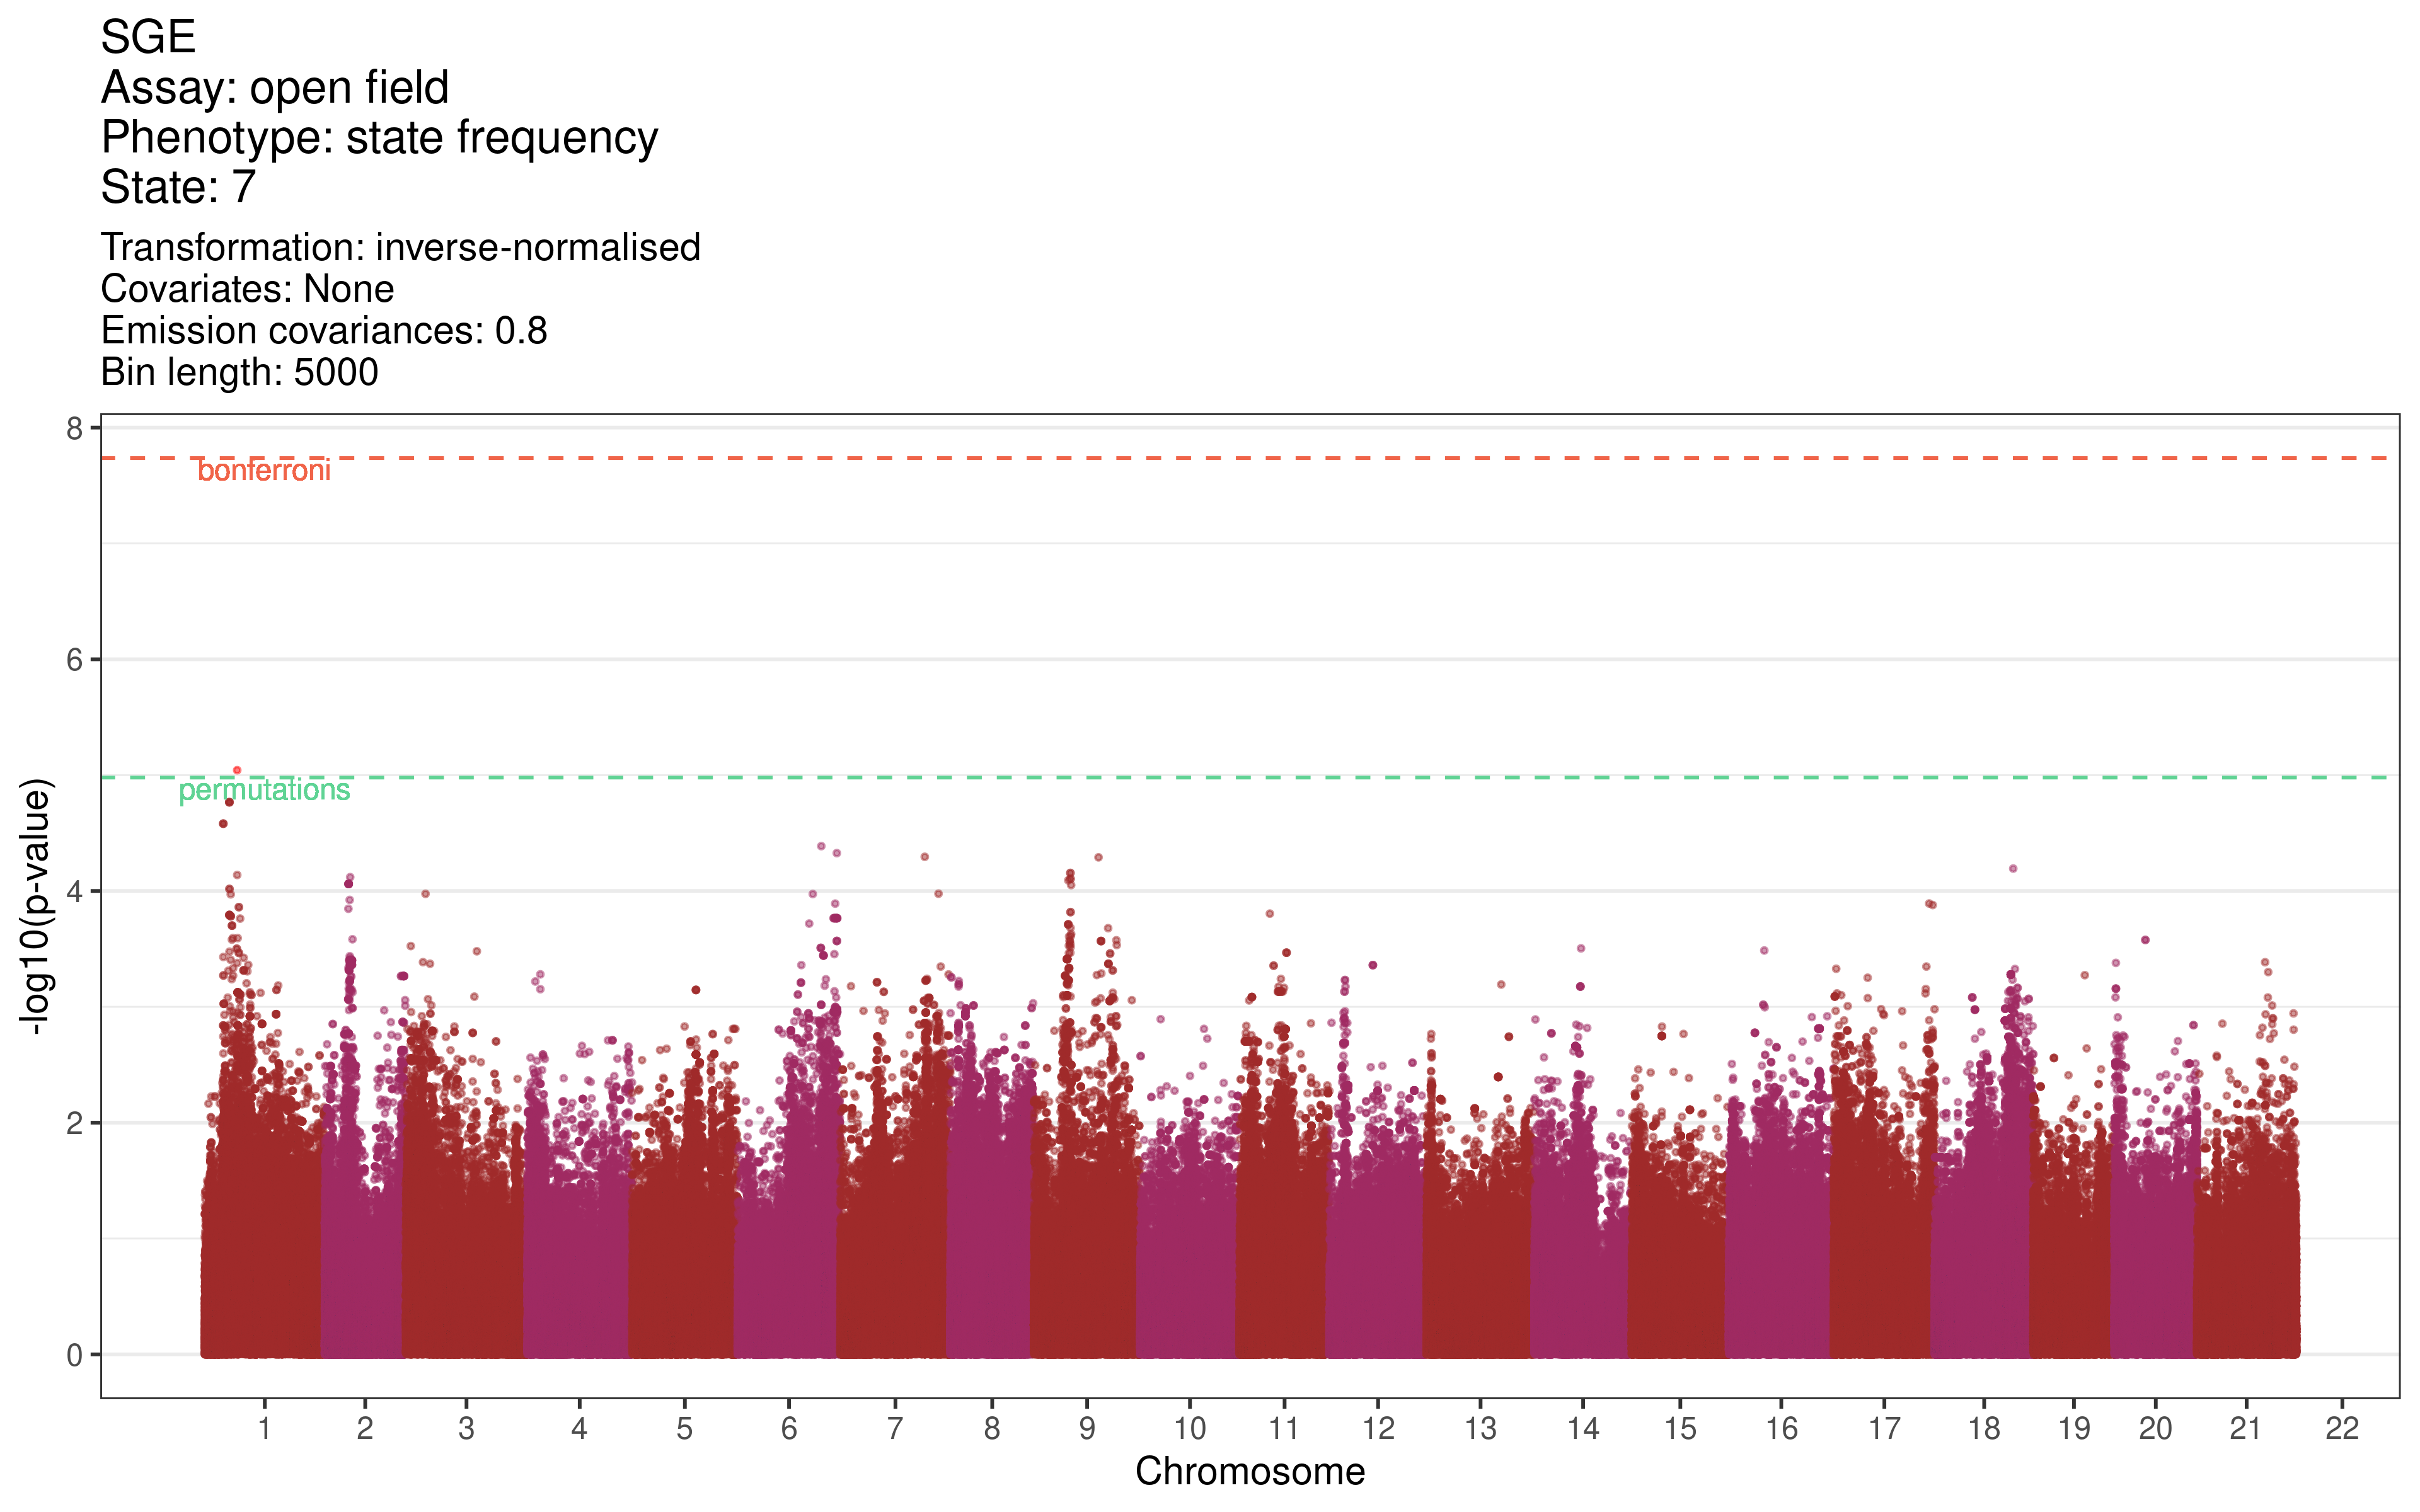 SGE
Assay: open field
Phenotype: state frequency
State: 7
Transformation: inverse-normalised
Covariates: None
Emission covariances: 0.8
Bin length: 5000
8
bonferroni
6
permutations
4
2
0
-log10(p-value)
1 2 3 4 5 6 7 8 9 10 11 12 13 14 15 16 17 18 19 20 21 22
Chromosome